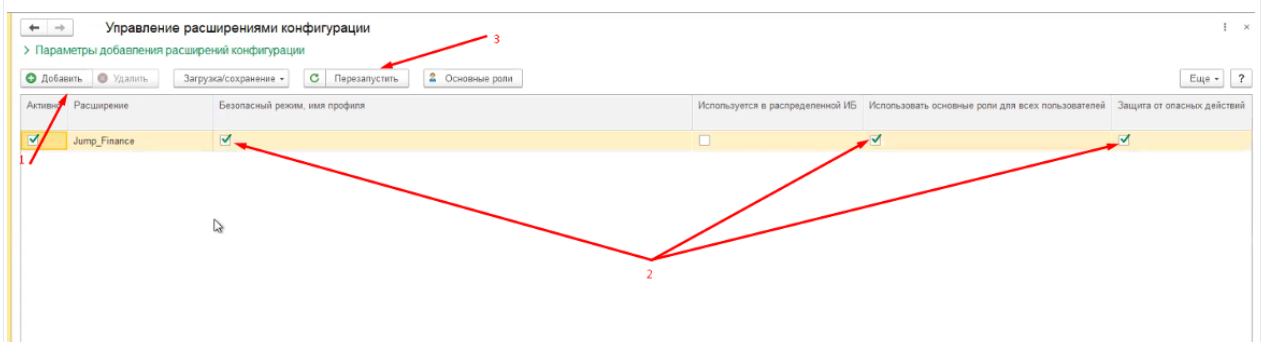 Управление расширениями конфигурации
3
> Параметры добавления расширений конфигурации
Добавить Удалить Загрузка/сохранение Перезапустить Основные роли Еще ?
Активно Расширение Безопасный режим, имя профиля Используется в распределенной ИБ Использовать основные роли для всех пользователей Защита от опасных действий
Jump_Finance
1
2